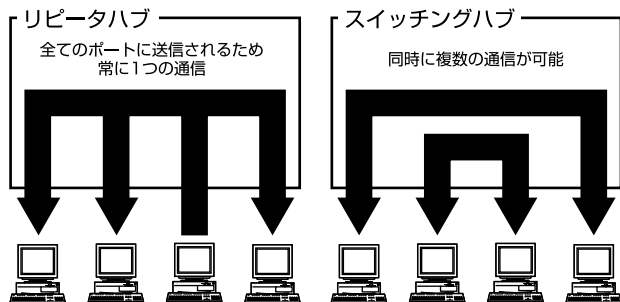 リピータハブ
全てのポートに送信されるため
常に1つの通信
スイッチングハブ
同時に複数の通信が可能